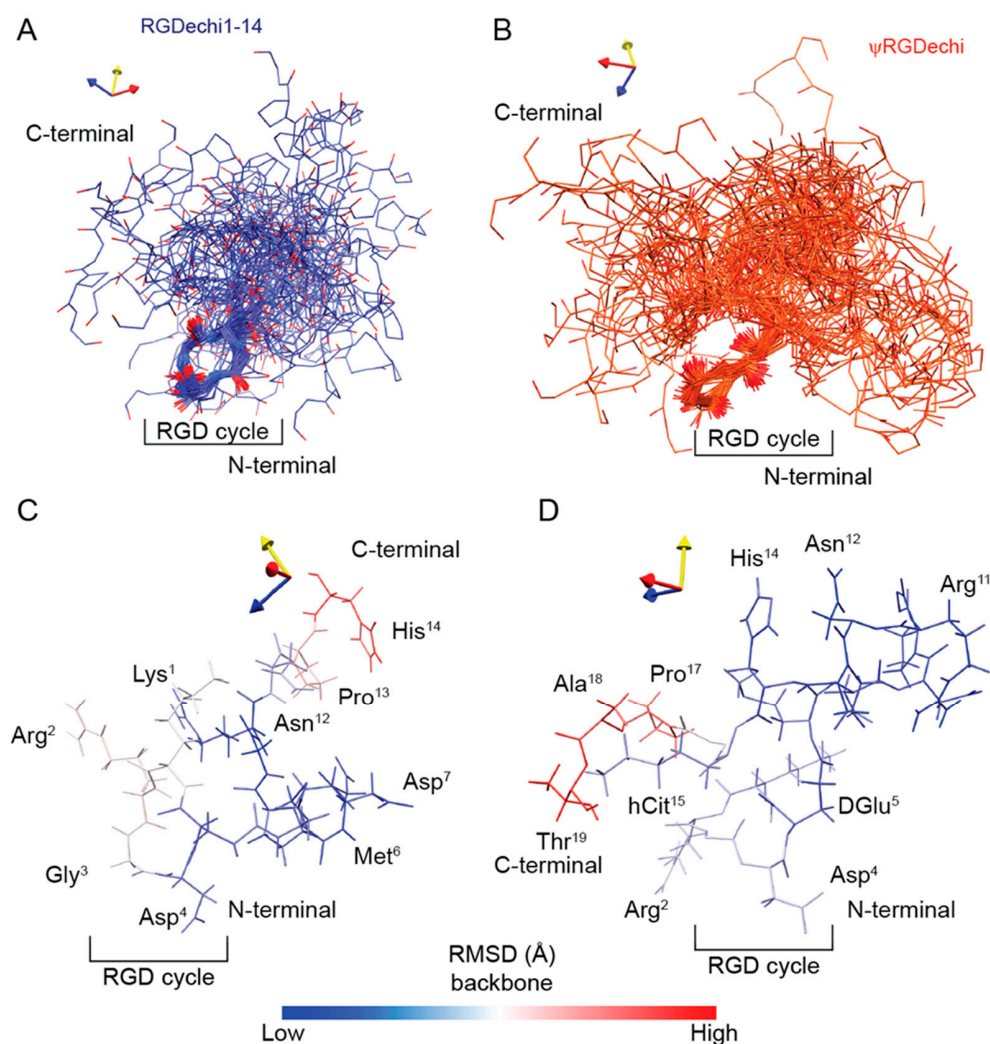 A
RGDechi1-14
C-terminal
RGD cycle
N-terminal
B
ψRGDechi
C-terminal
RGD cycle
N-terminal
C
C-terminal
His¹⁴
Lys¹
Pro¹³
Arg²
Asn¹²
Asp⁷
Met⁶
Gly³
Asp⁴
N-terminal
RGD cycle
D
His¹⁴
Asn¹²
Arg¹¹
Ala¹⁸
Pro¹⁷
hCit¹⁵
DGlu⁵
Thr¹⁹
C-terminal
Asp⁴
Arg²
N-terminal
RGD cycle
RMSD (Å)
backbone
Low
High